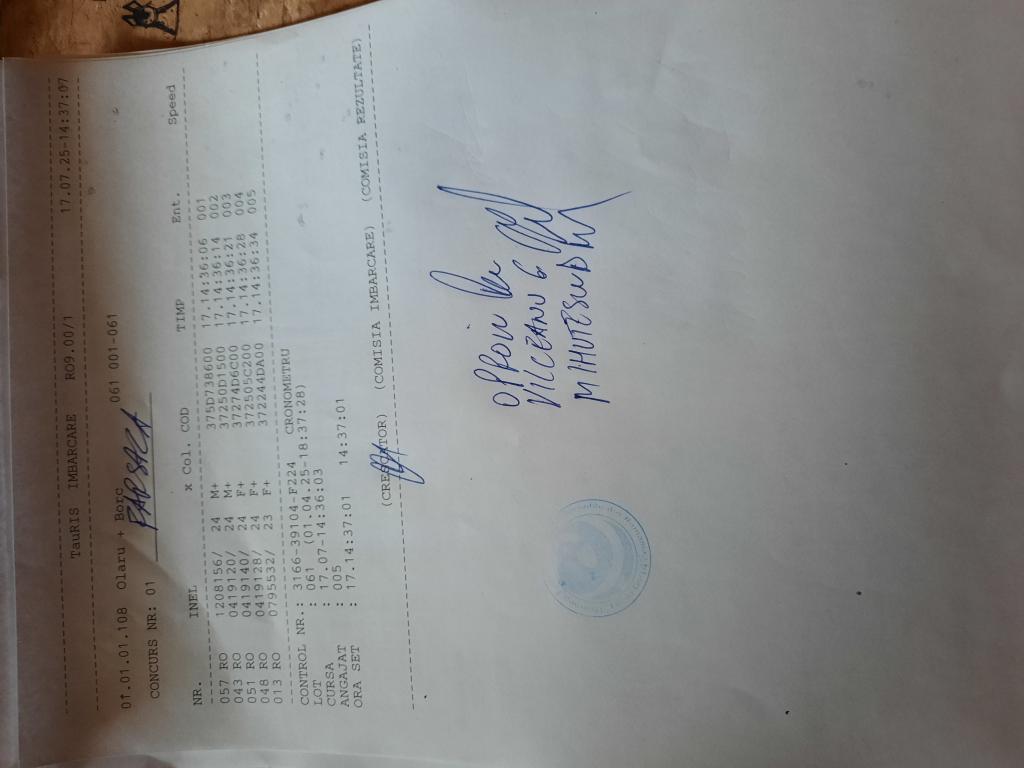 TauRIS IMBARCARE RO9.00/1 17.07.25-14:37:07
01.01.01.108 Olaru + Borc 061 001-061
CONCURS NR: 01
NR. INEL x Col. COD TIMP Ent. Speed
057 RO 1208156/ 24 M+ 375D738600 17.14:36:06 001
043 RO 0419120/ 24 M+ 37250D1500 17.14:36:14 002
051 RO 0419140/ 24 F+ 37274D6C00 17.14:36:21 003
048 RO 0419128/ 24 F+ 372505C200 17.14:36:28 004
013 RO 0795532/ 23 F+ 372244DA00 17.14:36:34 005
CONTROL NR.: 3166-39104-F224 CRONOMETRU
LOT : 061 (01.04.25-18:37:28)
CURSA : 17.07-14:36:03
ANGAJAT : 005
ORA SET : 17.14:37:01 14:37:01
(CRESCATOR) (COMISIA IMBARCARE) (COMISIA REZULTATE)
VILCEANU G